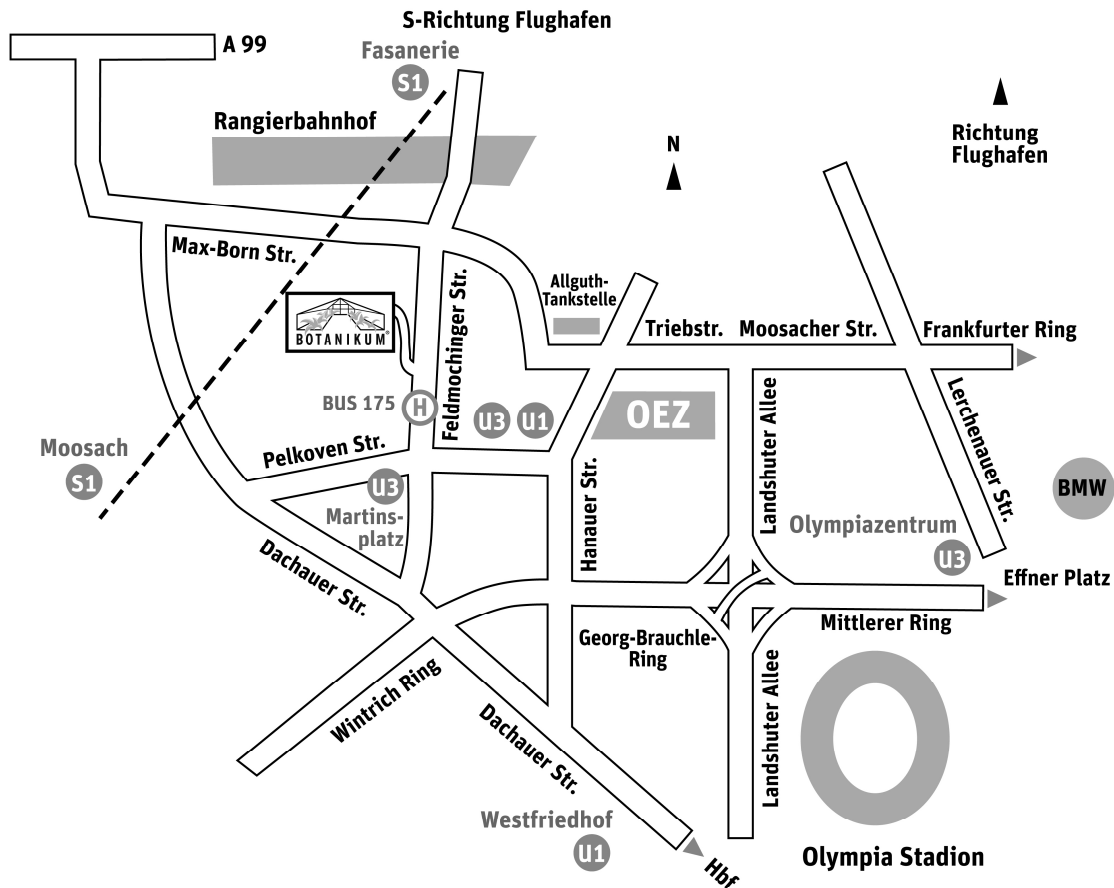 S-Richtung Flughafen
A 99
Fasanerie
S1
Rangierbahnhof
N
Richtung
Flughafen
Max-Born Str.
Allguth-
Tankstelle
BOTANIKUM®
Feldmochinger Str.
Triebstr.
Moosacher Str.
Frankfurter Ring
BUS 175
H
U3
U1
OEZ
Landshuter Allee
Lerchenauer Str.
Moosach
S1
Pelkoven Str.
U3
Martins-
platz
Hanauer Str.
BMW
Olympiazentrum
U3
Dachauer Str.
Effner Platz
Mittlerer Ring
Georg-Brauchle-
Ring
Wintrich Ring
Dachauer Str.
Landshuter Allee
Westfriedhof
U1
Hbf
Olympia Stadion